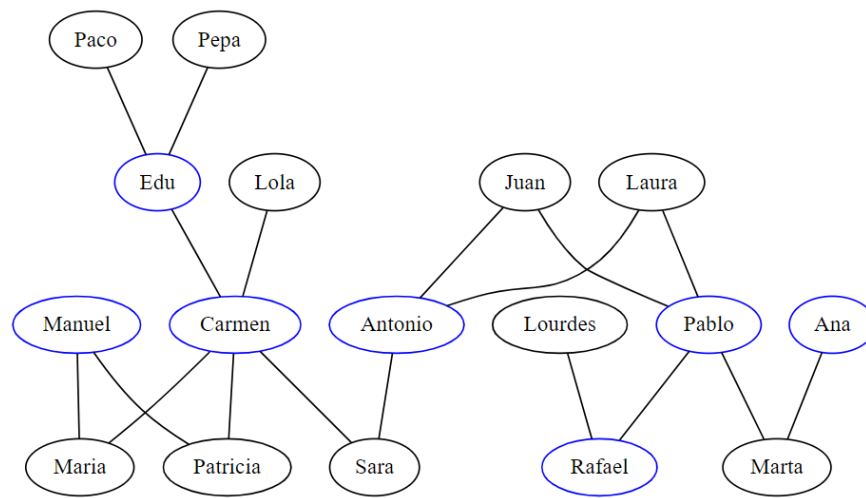 Paco
Pepa
Edu
Lola
Juan
Laura
Manuel
Carmen
Antonio
Lourdes
Pablo
Ana
Maria
Patricia
Sara
Rafael
Marta